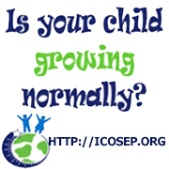 Is your child
growing
normally?
HTTP://ICOSEP.ORG